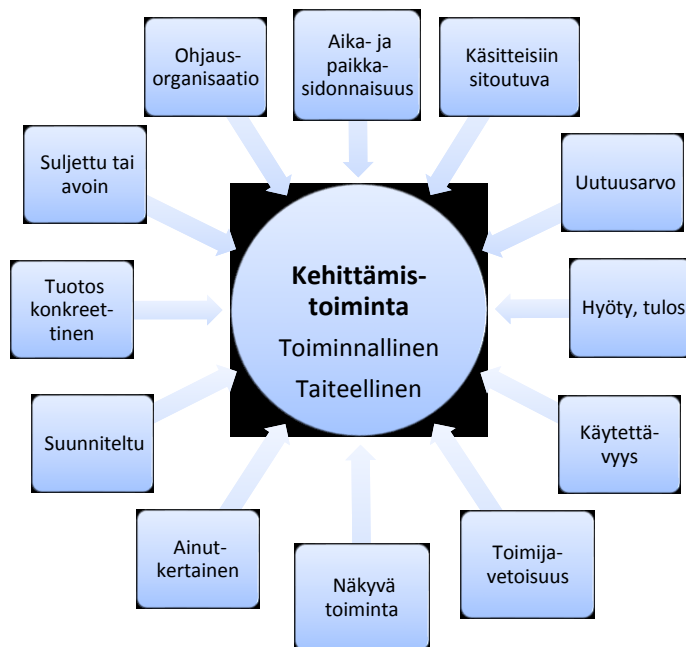 Ohjaus-
organisaatio
Aika- ja
paikka-
sidonnaisuus
Käsitteisiin
sitoutuva
Suljettu tai
avoin
Uutuusarvo
Kehittämis-
toiminta
Toiminnallinen
Taiteellinen
Tuotos
konkreet-
tinen
Hyöty, tulos
Suunniteltu
Käytettä-
vyys
Ainut-
kertainen
Näkyvä
toiminta
Toimija-
vetoisuus